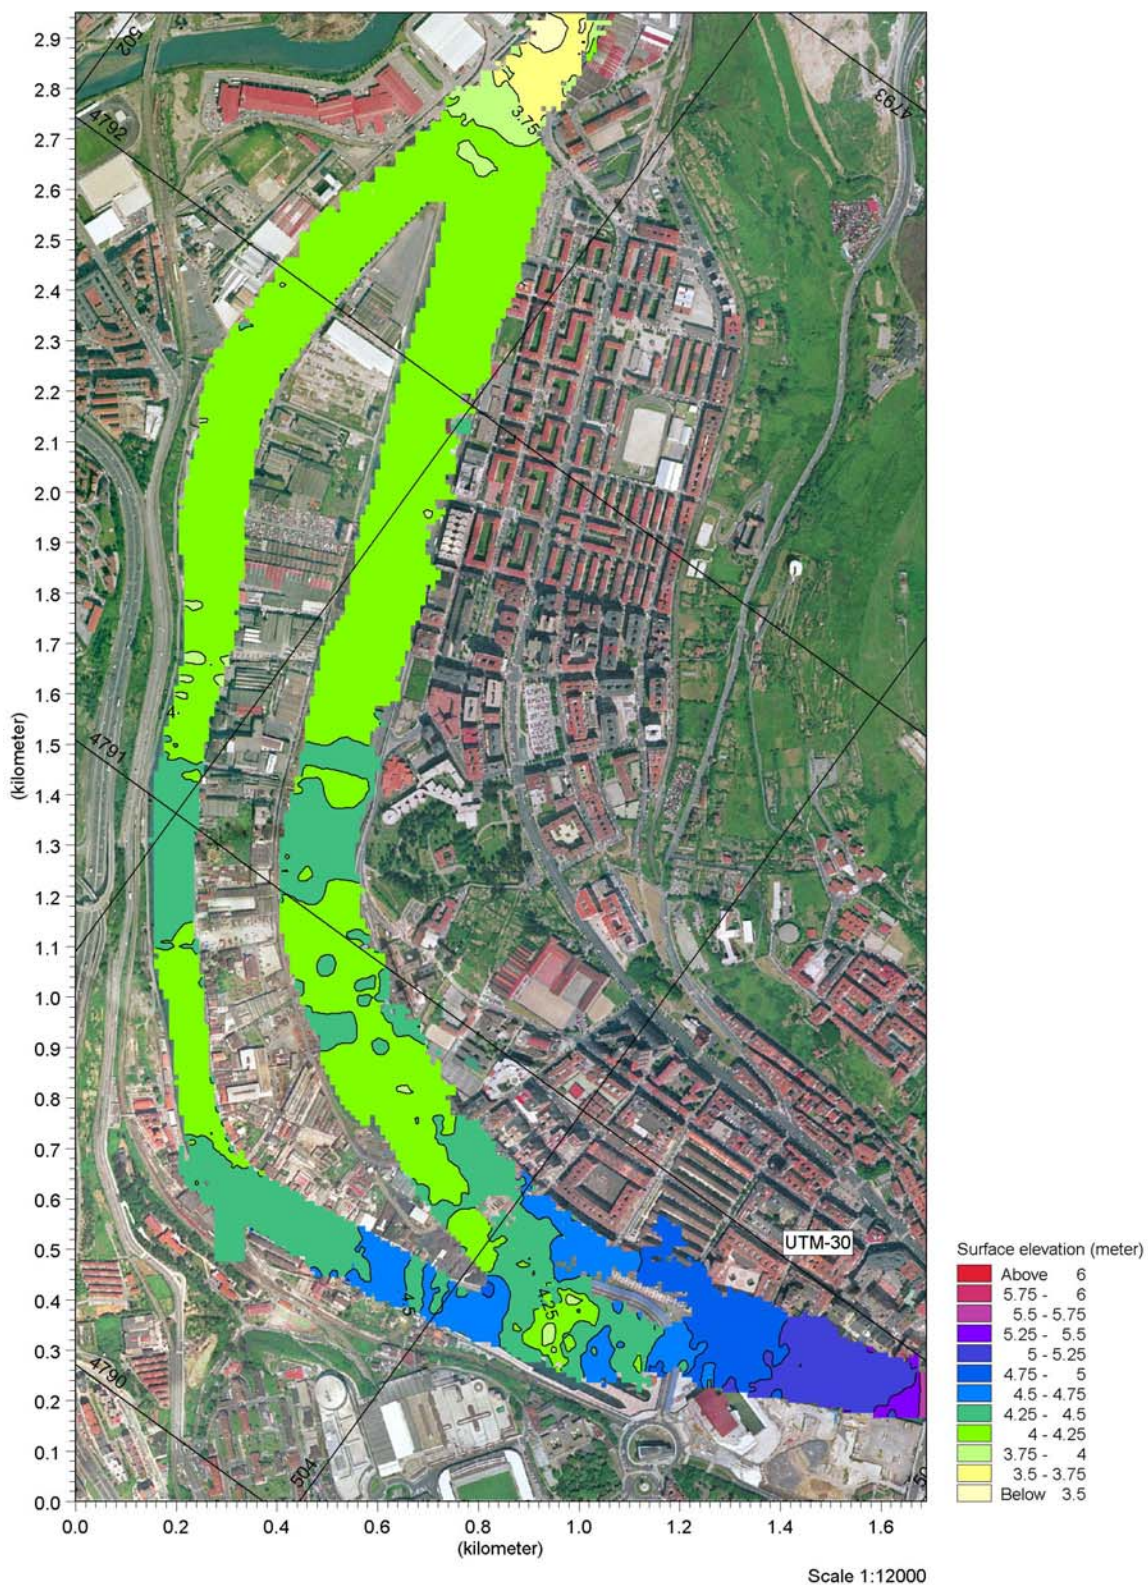 502
4792
3.75
4793
2.9
2.8
2.7
2.6
2.5
2.4
2.3
2.2
2.1
2.0
1.9
1.8
1.7
1.6
4
1.5
4791
1.4
1.3
1.2
1.1
1.0
0.9
0.8
0.7
0.6
0.5
0.4
0.3
0.2
0.1
0.0
(kilometer)
4.5
4.25
4790
504
UTM-30
0.0 0.2 0.4 0.6 0.8 1.0 1.2 1.4 1.6
(kilometer)
Scale 1:12000
Surface elevation (meter)
Above 6
5.75 - 6
5.5 - 5.75
5.25 - 5.5
5 - 5.25
4.75 - 5
4.5 - 4.75
4.25 - 4.5
4 - 4.25
3.75 - 4
3.5 - 3.75
Below 3.5